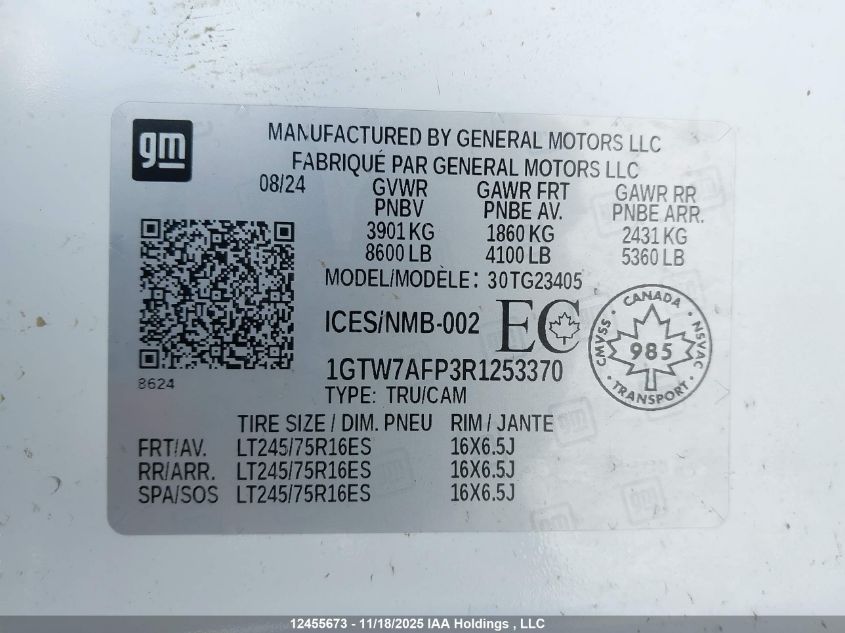 gm
MANUFACTURED BY GENERAL MOTORS LLC
FABRIQUÉ PAR GENERAL MOTORS LLC
08/24 GVWR GAWR FRT GAWR RR
PNBV PNBE AV. PNBE ARR.
3901 KG 1860 KG 2431 KG
8600 LB 4100 LB 5360 LB
MODEL/MODÈLE: 30TG23405
ICES/NMB-002 EC
CANADA
CMVSS 985 NSVAC
1GTW7AFP3R1253370
8624
TYPE: TRU/CAM
TIRE SIZE / DIM. PNEU RIM / JANTE
FRT/AV. LT245/75R16ES 16X6.5J
RR/ARR. LT245/75R16ES 16X6.5J
SPA/SOS LT245/75R16ES 16X6.5J
12455673 - 11/18/2025 IAA Holdings , LLC